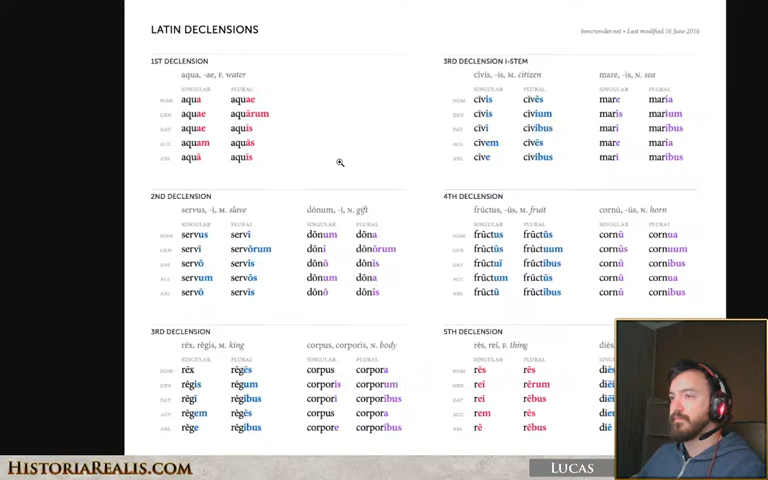 LATIN DECLENSIONS
bencrowder.net • Last modified 16 June 2016
1ST DECLENSION
aqua, -ae, F. water
SINGULAR PLURAL
NOM aqua aquae
GEN aquae aquārum
DAT aquae aquīs
ACC aquam aquās
ABL aquā aquīs
3RD DECLENSION I-STEM
cīvis, -is, M. citizen mare, -is, N. sea
SINGULAR PLURAL SINGULAR PLURAL
NOM cīvis cīvēs mare maria
GEN cīvis cīvium maris marium
DAT cīvī cīvibus marī maribus
ACC cīvem cīvēs mare maria
ABL cīve cīvibus marī maribus
2ND DECLENSION
servus, -ī, M. slave dōnum, -ī, N. gift
SINGULAR PLURAL SINGULAR PLURAL
NOM servus servī dōnum dōna
GEN servī servōrum dōnī dōnōrum
DAT servō servīs dōnō dōnīs
ACC servum servōs dōnum dōna
ABL servō servīs dōnō dōnīs
4TH DECLENSION
frūctus, -ūs, M. fruit cornū, -ūs, N. horn
SINGULAR PLURAL SINGULAR PLURAL
NOM frūctus frūctūs cornū cornua
GEN frūctūs frūctuum cornūs cornuum
DAT frūctuī frūctibus cornū cornibus
ACC frūctum frūctūs cornū cornua
ABL frūctū frūctibus cornū cornibus
3RD DECLENSION
rēx, rēgis, M. king corpus, corporis, N. body
SINGULAR PLURAL SINGULAR PLURAL
NOM rēx rēgēs corpus corpora
GEN rēgis rēgum corporis corporum
DAT rēgī rēgibus corporī corporibus
ACC rēgem rēgēs corpus corpora
ABL rēge rēgibus corpore corporibus
5TH DECLENSION
rēs, reī, F. thing
SINGULAR PLURAL
NOM rēs rēs
GEN reī rērum
DAT reī rēbus
ACC rem rēs
ABL rē rēbus
HISTORIAREALIS.COM
LUCAS